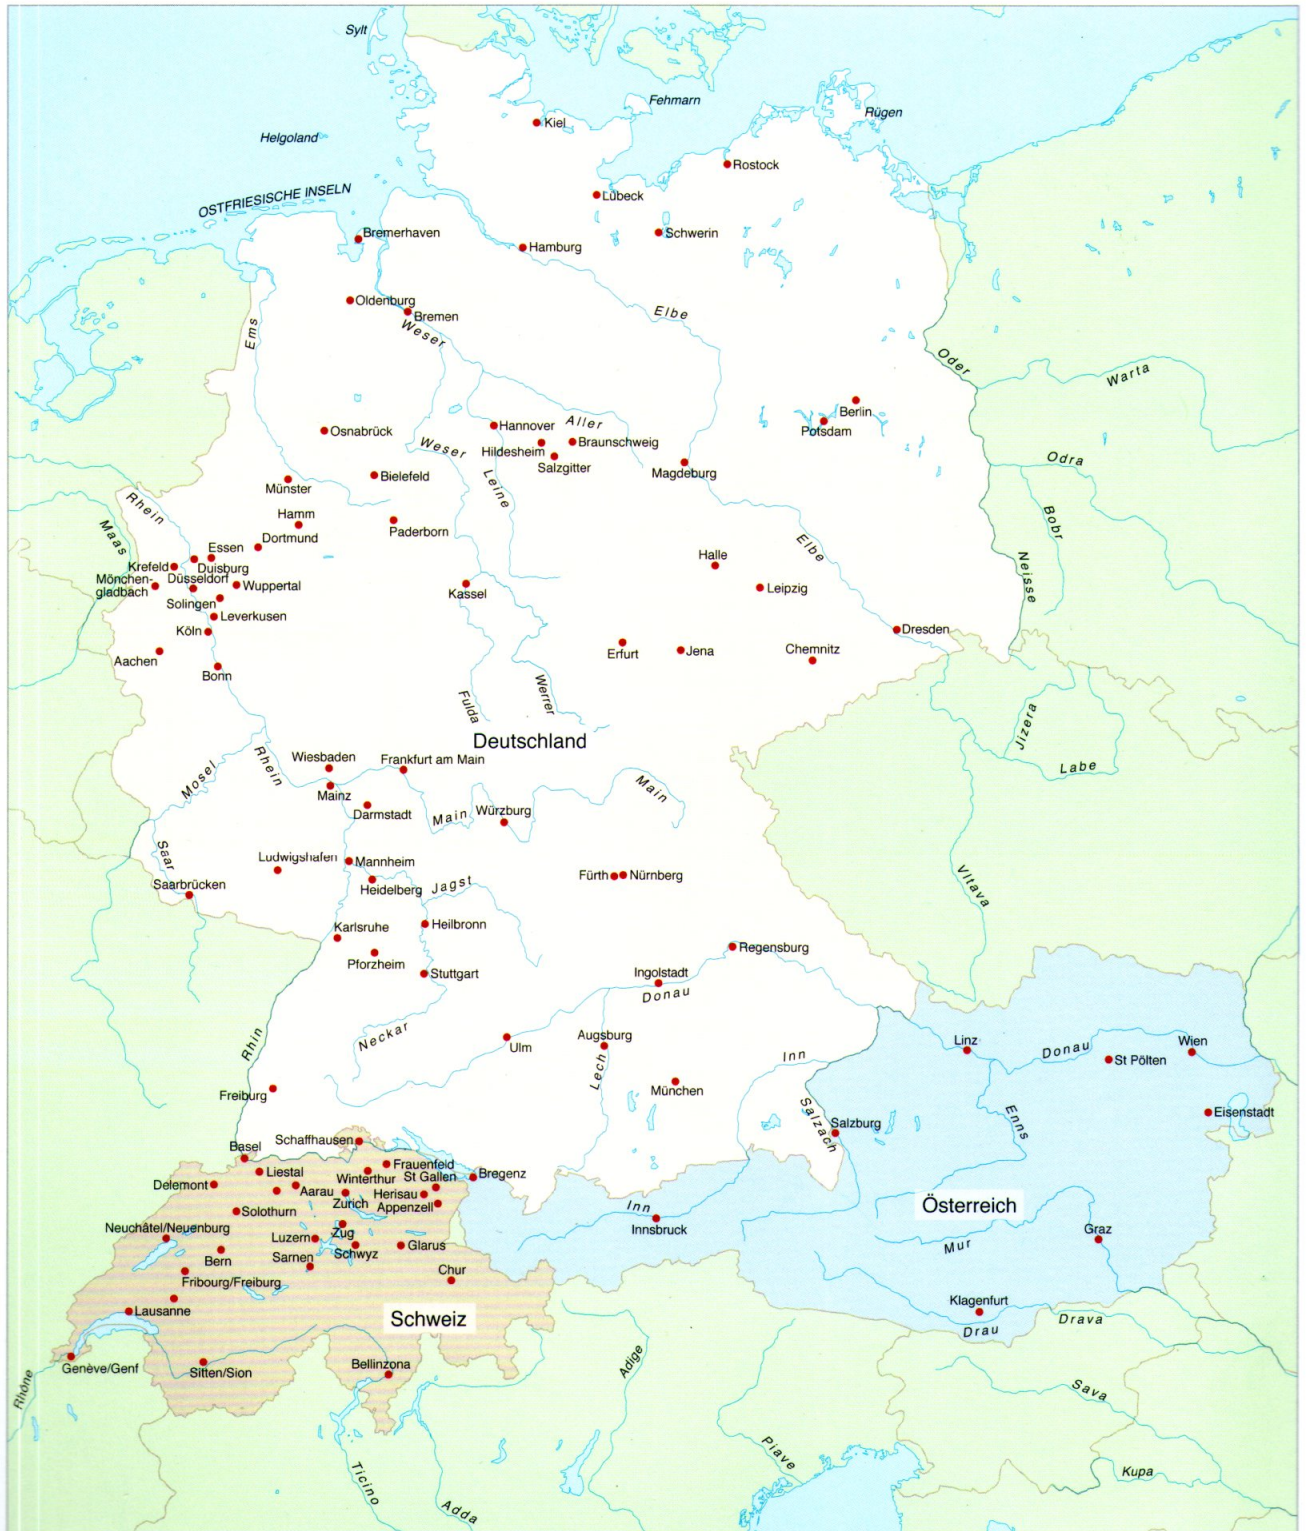 Sylt
Fehmarn
Rügen
Kiel
Helgoland
Rostock
OSTFRIESISCHE INSELN
Lübeck
Bremerhaven
Schwerin
Hamburg
Oldenburg
Bremen
Elbe
Ems
Weser
Oder
Warta
Berlin
Potsdam
Osnabrück
Hannover
Aller
Weser
Hildesheim
Braunschweig
Salzgitter
Magdeburg
Odra
Bielefeld
Leine
Münster
Rhein
Hamm
Paderborn
Bobr
Maas
Dortmund
Elbe
Essen
Halle
Neisse
Krefeld
Duisburg
Mönchen-
gladbach
Düsseldorf
Wuppertal
Kassel
Leipzig
Solingen
Leverkusen
Köln
Dresden
Aachen
Erfurt
Jena
Chemnitz
Bonn
Fulda
Werrer
Jizera
Deutschland
Labe
Mosel
Rhein
Wiesbaden
Frankfurt am Main
Mainz
Main
Darmstadt
Main
Würzburg
Saar
Ludwigshafen
Mannheim
Saarbrücken
Heidelberg
Jagst
Fürth
Nürnberg
Vltava
Karlsruhe
Heilbronn
Regensburg
Pforzheim
Stuttgart
Ingolstadt
Donau
Rhin
Neckar
Ulm
Augsburg
Lech
Inn
Linz
Donau
Wien
St Pölten
Freiburg
München
Salzach
Salzburg
Enns
Eisenstadt
Schaffhausen
Basel
Liestal
Frauenfeld
Winterthur
St Gallen
Bregenz
Delemont
Aarau
Zurich
Herisau
Appenzell
Solothurn
Inn
Innsbruck
Österreich
Neuchâtel/Neuenburg
Luzern
Zug
Schwyz
Glarus
Mur
Graz
Bern
Sarnen
Chur
Fribourg/Freiburg
Lausanne
Schweiz
Klagenfurt
Drau
Drava
Genève/Genf
Sitten/Sion
Bellinzona
Adige
Rhône
Sava
Piave
Ticino
Adda
Kupa